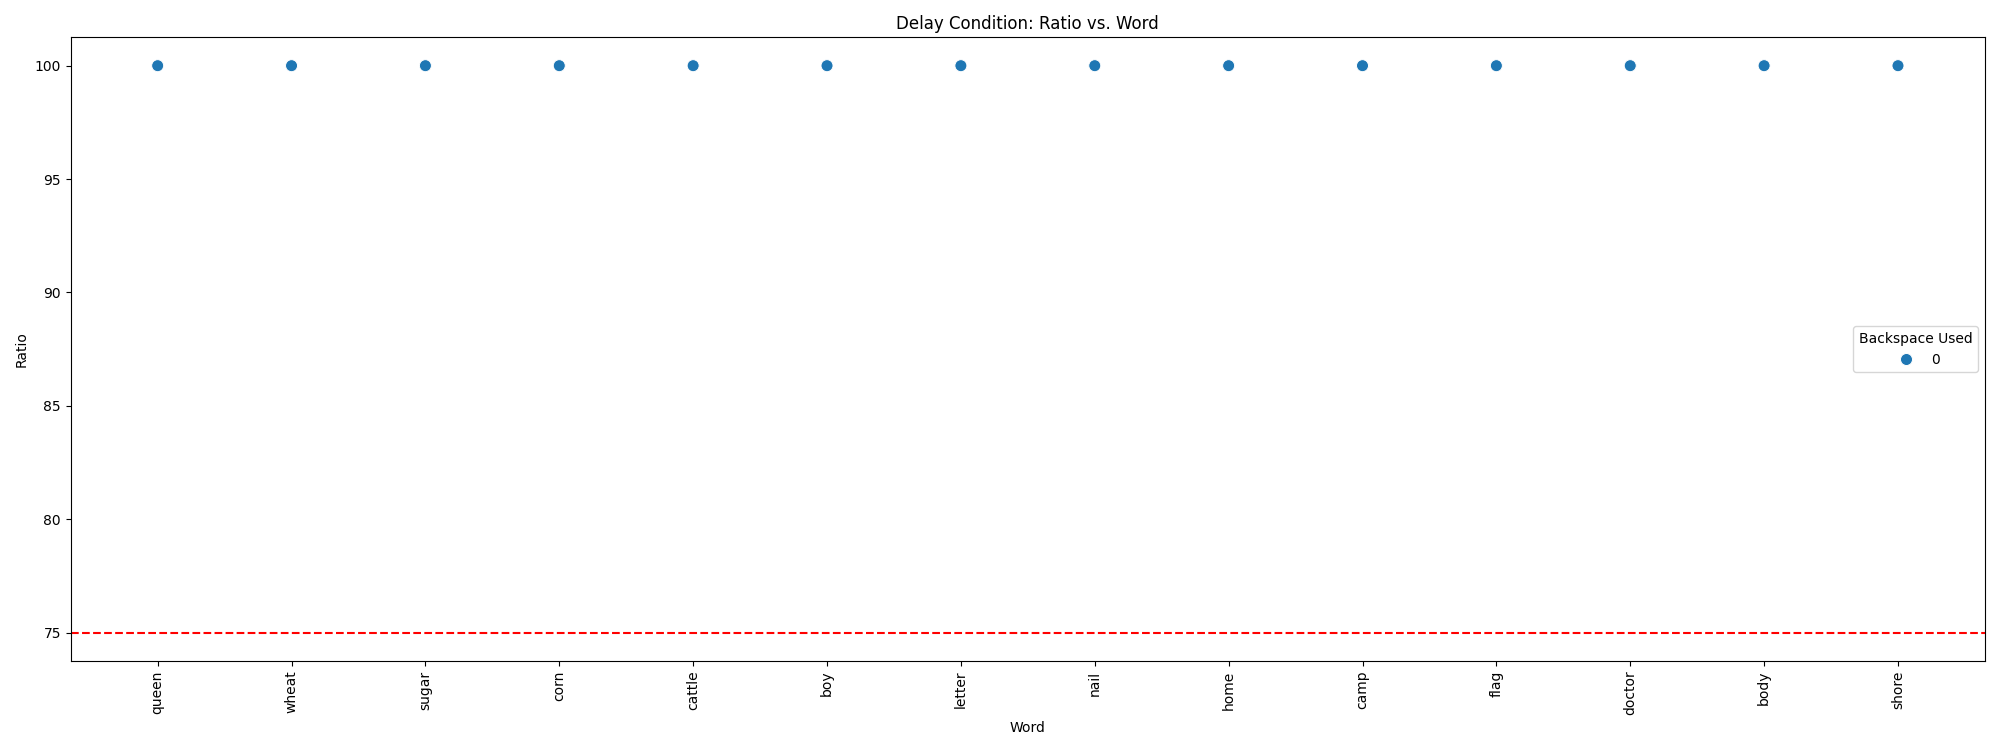 Delay Condition: Ratio vs. Word
100
95
90
85
80
75
Ratio
Backspace Used
0
queen
wheat
sugar
corn
cattle
boy
letter
nail
home
camp
flag
doctor
body
shore
Word